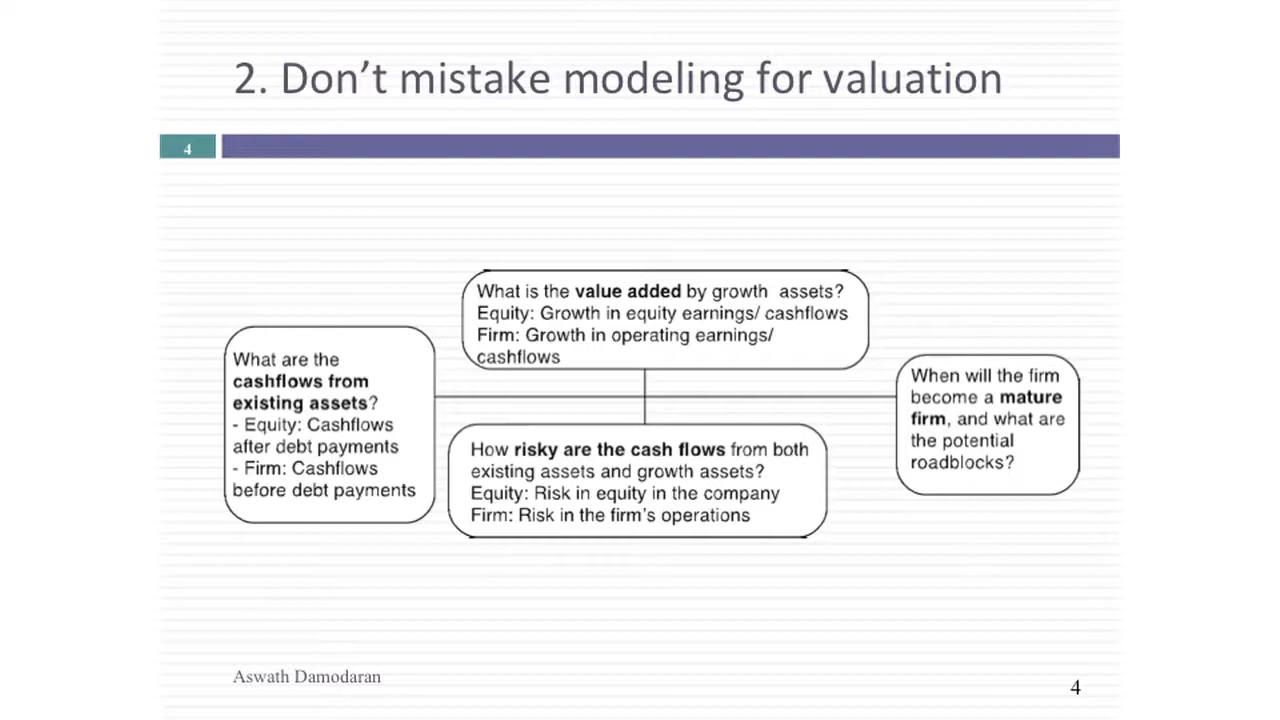 2. Don’t mistake modeling for valuation
4
What is the value added by growth assets?
Equity: Growth in equity earnings/ cashflows
Firm: Growth in operating earnings/
cashflows
What are the
cashflows from
existing assets?
- Equity: Cashflows
after debt payments
- Firm: Cashflows
before debt payments
When will the firm
become a mature
firm, and what are
the potential
roadblocks?
How risky are the cash flows from both
existing assets and growth assets?
Equity: Risk in equity in the company
Firm: Risk in the firm’s operations
Aswath Damodaran
4